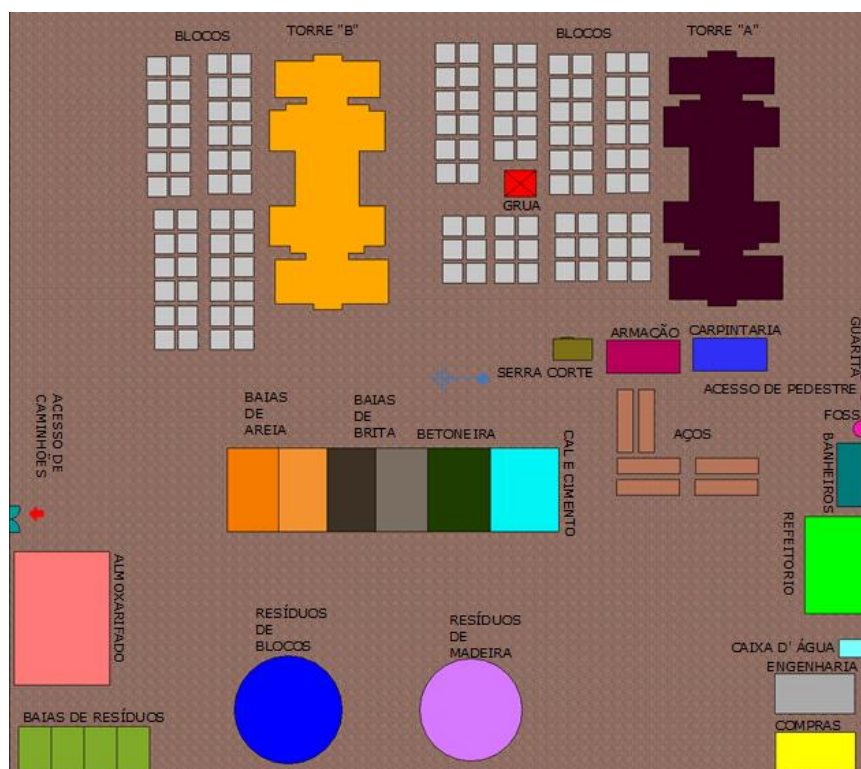 BLOCOS
TORRE "B"
BLOCOS
TORRE "A"
GRUA
GUARITA
ARMAÇÃO
CARPINTARIA
SERRA CORTE
ACESSO DE PEDESTRE
ACESSO DE
CAMINHÕES
BAIAS
DE
AREIA
BAIAS
DE
BRITA
BETONEIRA
CAL E CIMENTO
AÇOS
FOSS
BANHEIROS
REFEITORIO
ALMOXARIFADO
RESÍDUOS
DE
BLOCOS
RESÍDUOS
DE
MADEIRA
CAIXA D' ÁGUA
ENGENHARIA
BAIAS DE RESÍDUOS
COMPRAS